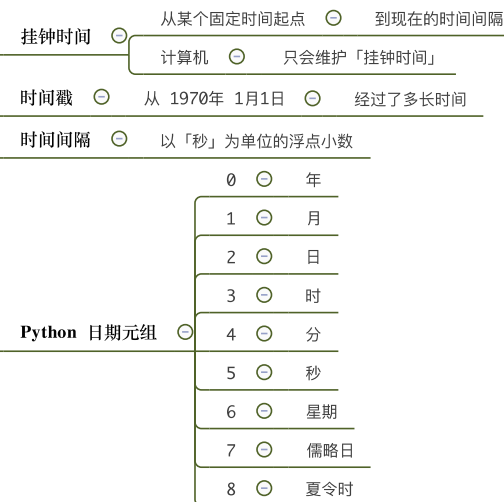 挂钟时间
从某个固定时间起点 到现在的时间间隔
计算机 只会维护「挂钟时间」
时间戳 从 1970年 1月1日 经过了多长时间
时间间隔 以「秒」为单位的浮点小数
Python 日期元组
0 年
1 月
2 日
3 时
4 分
5 秒
6 星期
7 儒略日
8 夏令时